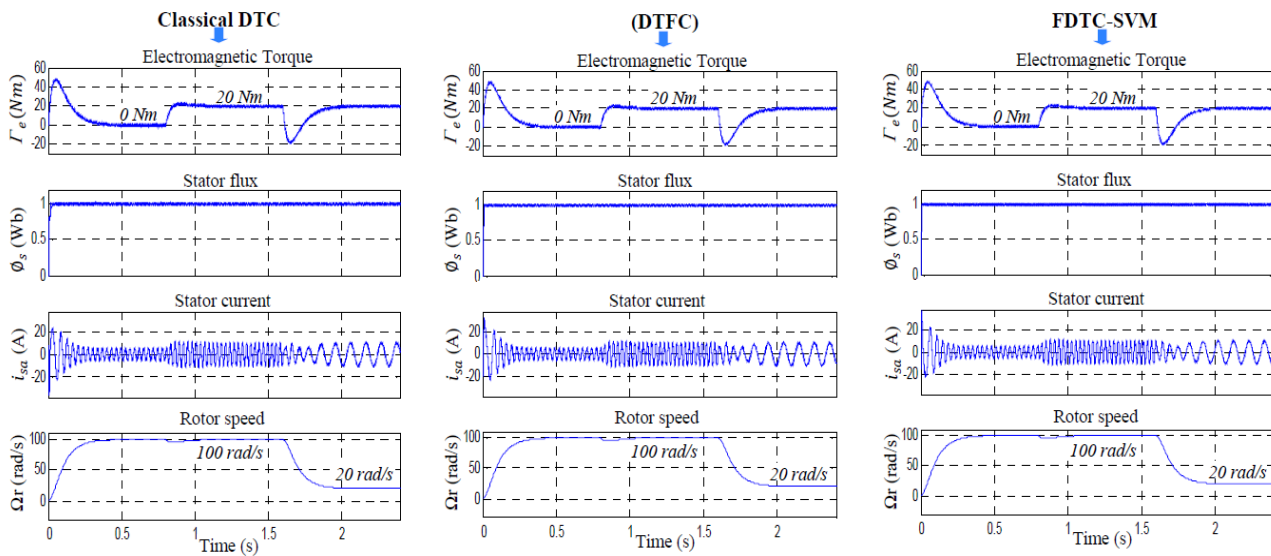 Classical DTC
Electromagnetic Torque
Γe (Nm)
60
40
20
0
-20
0 Nm
20 Nm
Stator flux
ϕs (Wb)
1
0.5
0
Stator current
isa (A)
20
0
-20
Rotor speed
Ωr (rad/s)
100
50
0
100 rad/s
20 rad/s
0
0.5
1
1.5
2
Time (s)
(DTFC)
Electromagnetic Torque
Γe (Nm)
60
40
20
0
-20
0 Nm
20 Nm
Stator flux
ϕs (Wb)
1
0.5
0
Stator current
isa (A)
20
0
-20
Rotor speed
Ωr (rad/s)
100
50
0
100 rad/s
20 rad/s
0
0.5
1
1.5
2
Time (s)
FDTC-SVM
Electromagnetic Torque
Γe (Nm)
60
40
20
0
-20
0 Nm
20 Nm
Stator flux
ϕs (Wb)
1
0.5
0
Stator current
isa (A)
20
0
-20
Rotor speed
Ωr (rad/s)
100
50
0
100 rad/s
20 rad/s
0
0.5
1
1.5
2
Time (s)